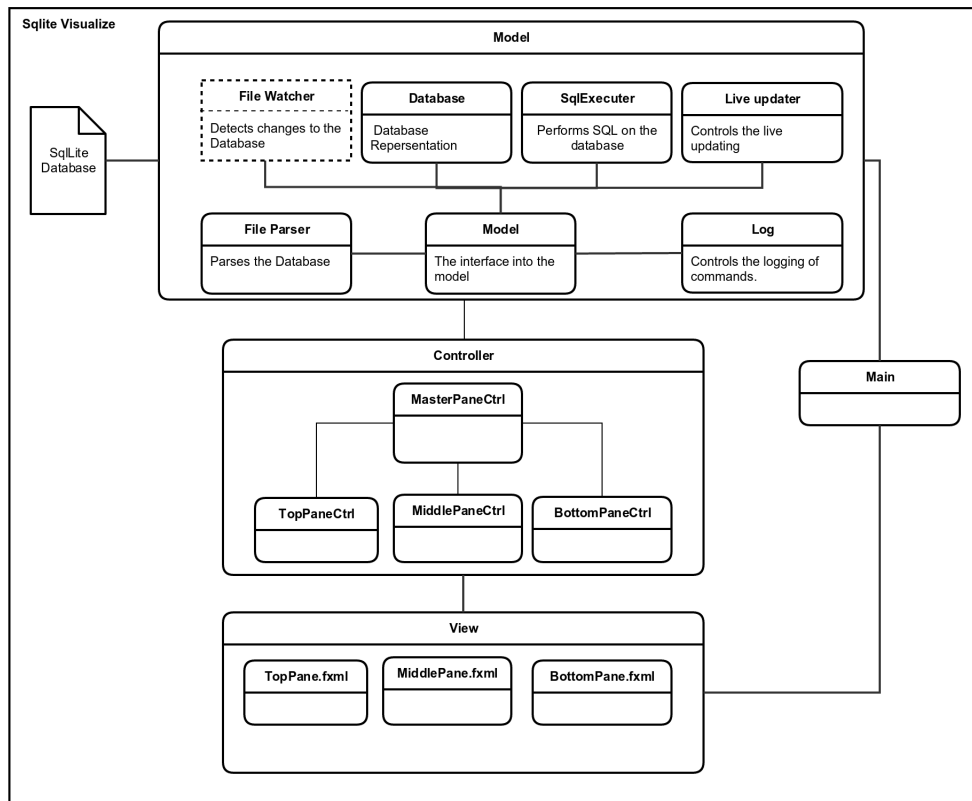 Sqlite Visualize
Model
File Watcher
Detects changes to the
Database
Database
Database
Repersentation
SqlExecuter
Performs SQL on the
database
Live updater
Controls the live
updating
SqlLite
Database
File Parser
Parses the Database
Model
The interface into the
model
Log
Controls the logging of
commands.
Controller
MasterPaneCtrl
TopPaneCtrl
MiddlePaneCtrl
BottomPaneCtrl
Main
View
TopPane.fxml
MiddlePane.fxml
BottomPane.fxml